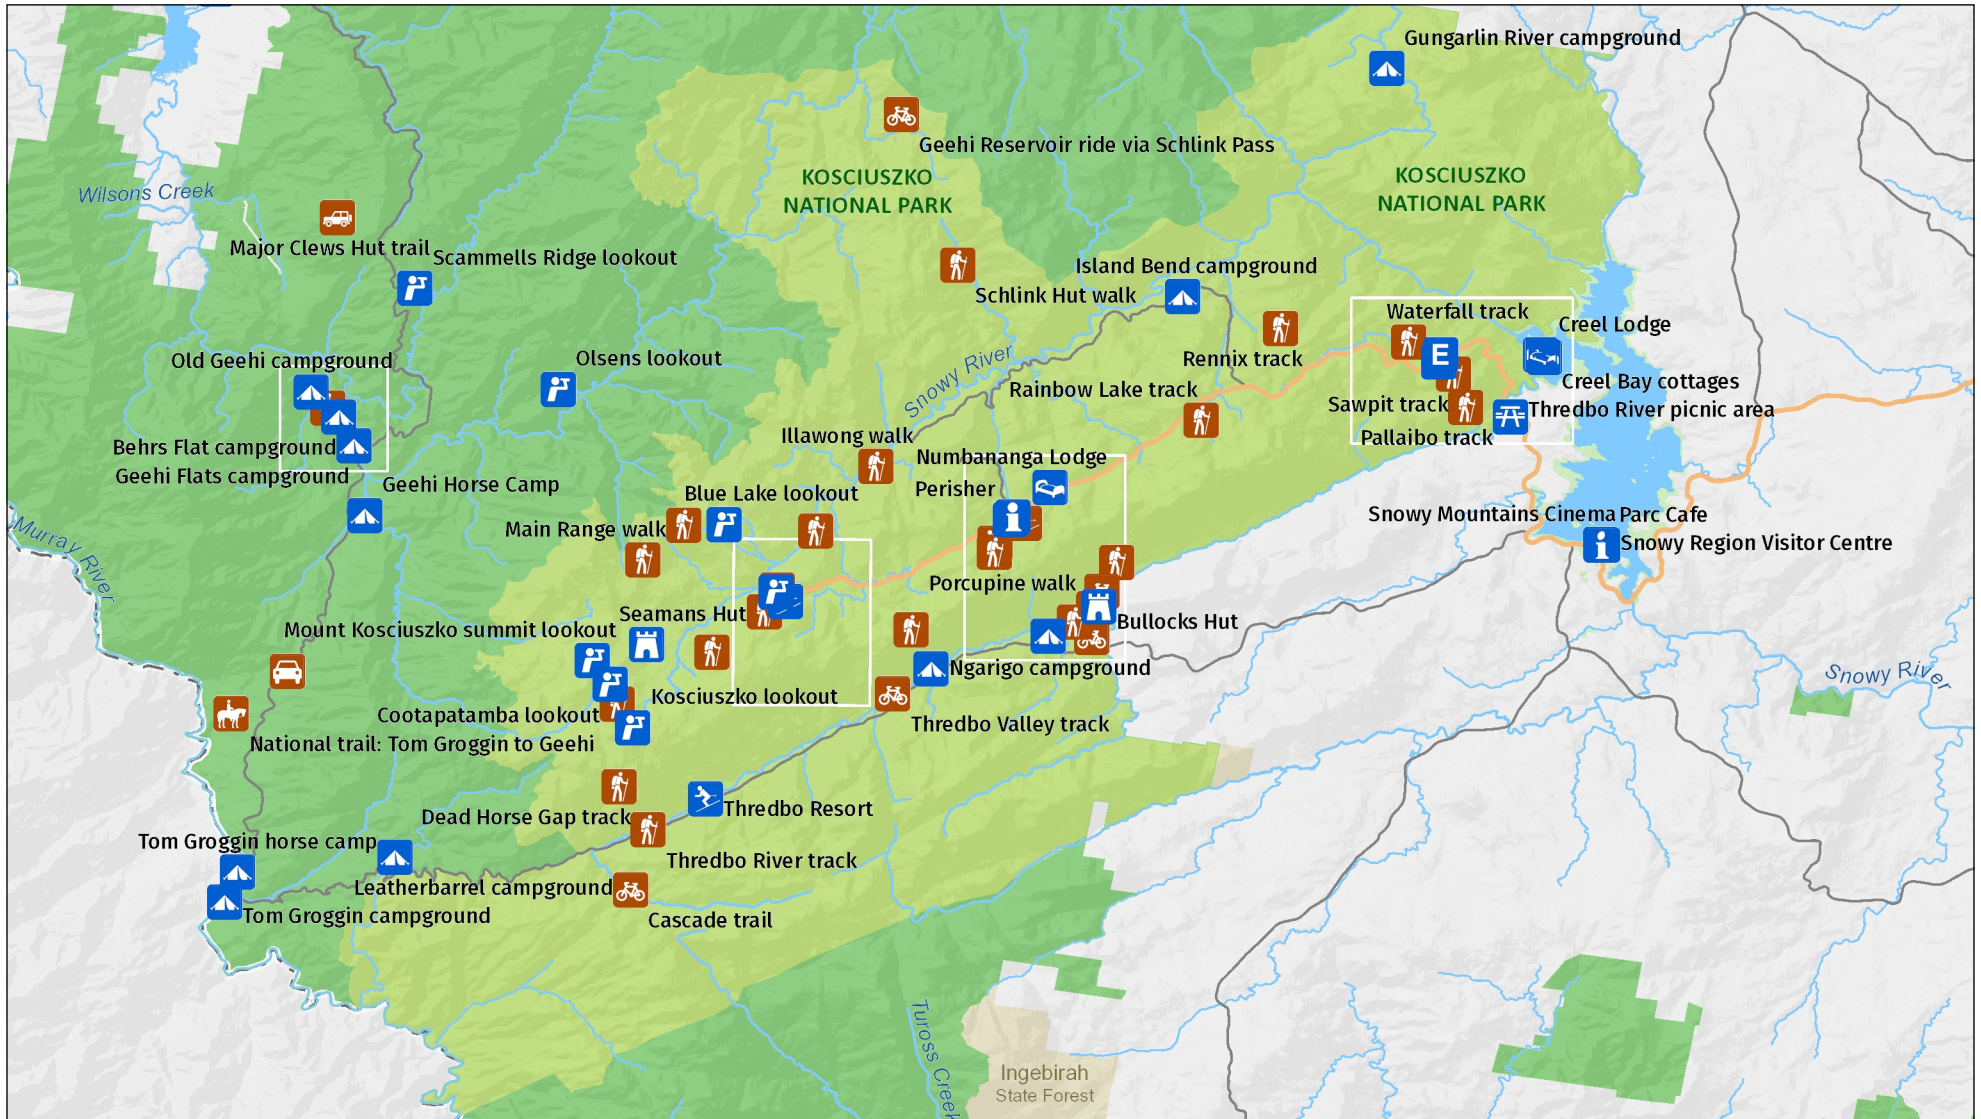 Gungarlin River campground
Geehi Reservoir ride via Schlink Pass
KOSCIUSZKO
NATIONAL PARK
KOSCIUSZKO
NATIONAL PARK
Wilsons Creek
Major Clews Hut trail
Scammells Ridge lookout
Island Bend campground
Schlink Hut walk
Waterfall track
Creel Lodge
Old Geehi campground
Olsens lookout
Snowy River
Rennix track
E
Rainbow Lake track
Creel Bay cottages
Sawpit track
Thredbo River picnic area
Behrs Flat campground
Illawong walk
Pallaibo track
Geehi Flats campground
Numbananga Lodge
Geehi Horse Camp
Blue Lake lookout
Perisher
Murray River
Main Range walk
Snowy Mountains Cinema
Parc Cafe
Snowy Region Visitor Centre
Porcupine walk
Seamans Hut
Bullocks Hut
Mount Kosciuszko summit lookout
Ngarigo campground
Snowy River
Kosciuszko lookout
Cootapatamba lookout
Thredbo Valley track
National trail: Tom Groggin to Geehi
Thredbo Resort
Dead Horse Gap track
Tom Groggin horse camp
Thredbo River track
Leatherbarrel campground
Tom Groggin campground
Cascade trail
Tuross Creek
Ingebirah
State Forest